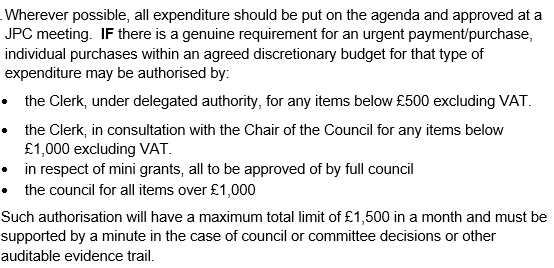 . Wherever possible, all expenditure should be put on the agenda and approved at a
JPC meeting.  IF there is a genuine requirement for an urgent payment/purchase,
individual purchases within an agreed discretionary budget for that type of
expenditure may be authorised by:
• the Clerk, under delegated authority, for any items below £500 excluding VAT.
• the Clerk, in consultation with the Chair of the Council for any items below
£1,000 excluding VAT.
• in respect of mini grants, all to be approved of by full council
• the council for all items over £1,000
Such authorisation will have a maximum total limit of £1,500 in a month and must be
supported by a minute in the case of council or committee decisions or other
auditable evidence trail.